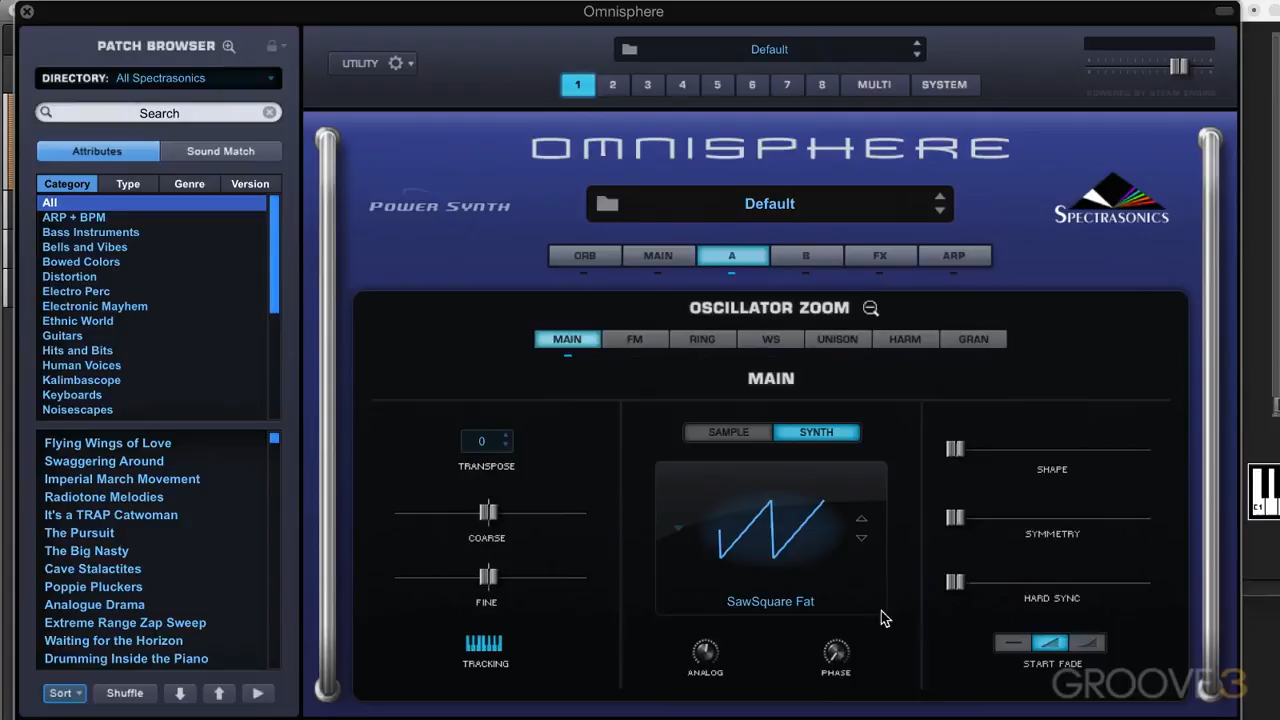 Omnisphere
PATCH BROWSER
DIRECTORY: All Spectrasonics
Search
Attributes
Sound Match
Category
Type
Genre
Version
All
ARP + BPM
Bass Instruments
Bells and Vibes
Bowed Colors
Distortion
Electro Perc
Electronic Mayhem
Ethnic World
Guitars
Hits and Bits
Human Voices
Kalimbascape
Keyboards
Noisescapes
Flying Wings of Love
Swaggering Around
Imperial March Movement
Radiotone Melodies
It's a TRAP Catwoman
The Pursuit
The Big Nasty
Cave Stalactites
Poppie Pluckers
Analogue Drama
Extreme Range Zap Sweep
Waiting for the Horizon
Drumming Inside the Piano
Sort
Shuffle
UTILITY
Default
1
2
3
4
5
6
7
8
MULTI
SYSTEM
POWERED BY STEAM ENGINE
OMNISPHERE
POWER SYNTH
Default
SPECTRASONICS
ORB
MAIN
A
B
FX
ARP
OSCILLATOR ZOOM
MAIN
FM
RING
WS
UNISON
HARM
GRAN
MAIN
0
TRANSPOSE
COARSE
FINE
TRACKING
SAMPLE
SYNTH
SawSquare Fat
ANALOG
PHASE
SHAPE
SYMMETRY
HARD SYNC
START FADE
C1
GROOVE3